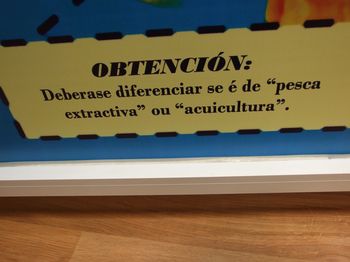 OBTENCIÓN:
Deberase diferenciar se é de “pesca
extractiva” ou “acuicultura”.